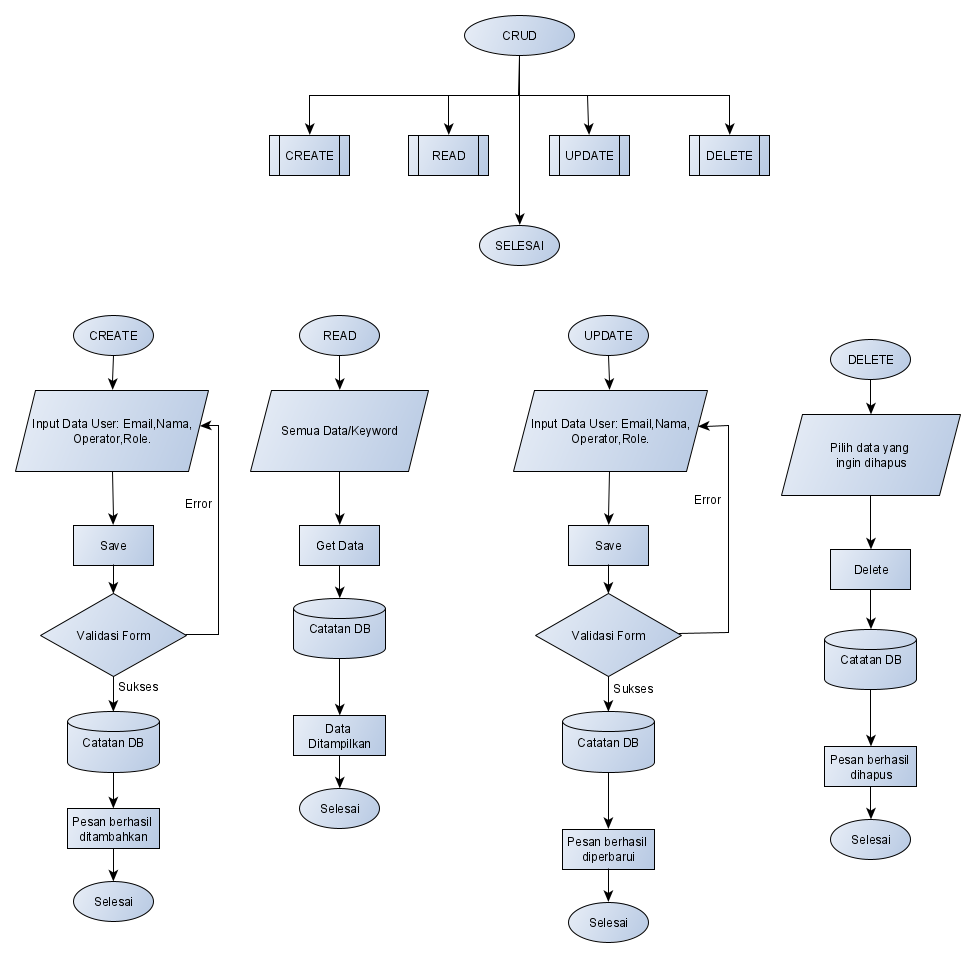 CRUD
CREATE
READ
UPDATE
DELETE
SELESAI
CREATE
Input Data User: Email,Nama,
Operator,Role.
Error
Save
Validasi Form
Sukses
Catatan DB
Pesan berhasil
ditambahkan
Selesai
READ
Semua Data/Keyword
Get Data
Catatan DB
Data
Ditampilkan
Selesai
UPDATE
Input Data User: Email,Nama,
Operator,Role.
Error
Save
Validasi Form
Sukses
Catatan DB
Pesan berhasil
diperbarui
Selesai
DELETE
Pilih data yang
ingin dihapus
Delete
Catatan DB
Pesan berhasil
dihapus
Selesai